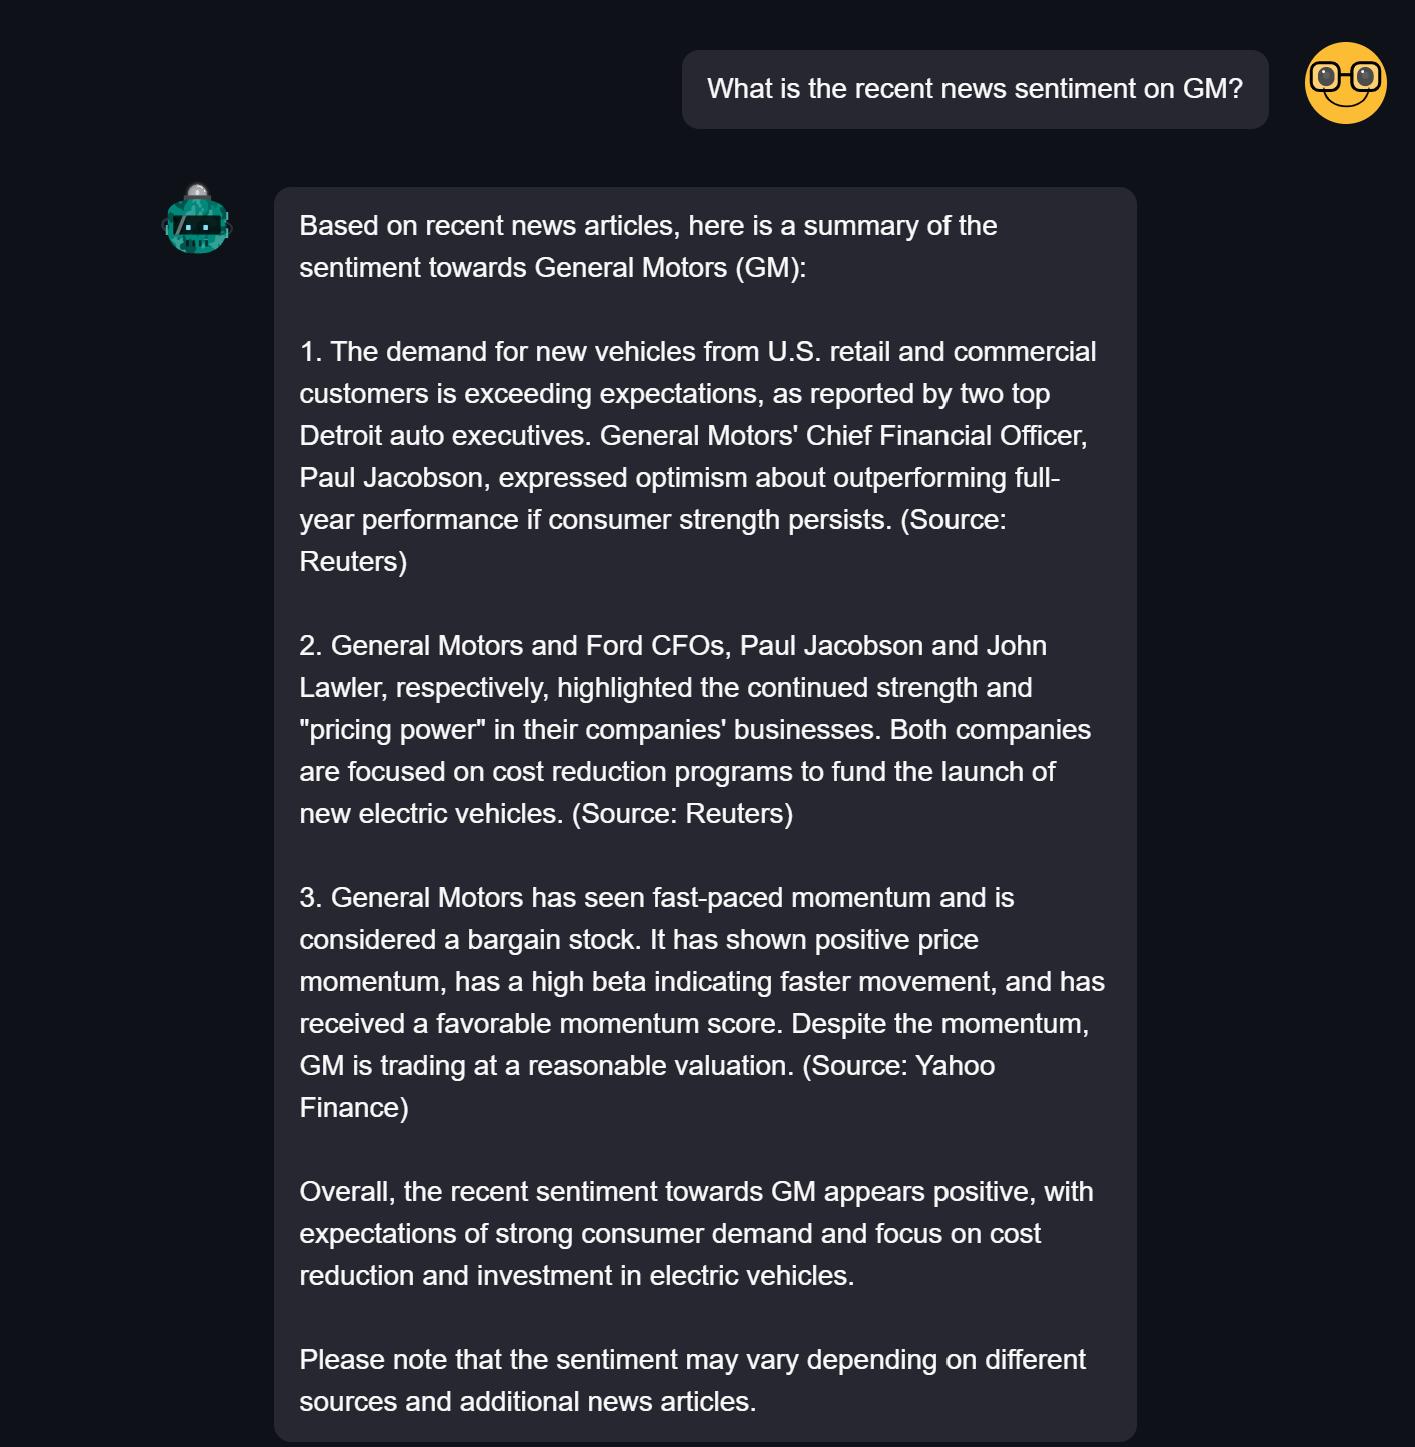 What is the recent news sentiment on GM?
Based on recent news articles, here is a summary of the
sentiment towards General Motors (GM):
1. The demand for new vehicles from U.S. retail and commercial
customers is exceeding expectations, as reported by two top
Detroit auto executives. General Motors' Chief Financial Officer,
Paul Jacobson, expressed optimism about outperforming full-
year performance if consumer strength persists. (Source:
Reuters)
2. General Motors and Ford CFOs, Paul Jacobson and John
Lawler, respectively, highlighted the continued strength and
"pricing power" in their companies' businesses. Both companies
are focused on cost reduction programs to fund the launch of
new electric vehicles. (Source: Reuters)
3. General Motors has seen fast-paced momentum and is
considered a bargain stock. It has shown positive price
momentum, has a high beta indicating faster movement, and has
received a favorable momentum score. Despite the momentum,
GM is trading at a reasonable valuation. (Source: Yahoo
Finance)
Overall, the recent sentiment towards GM appears positive, with
expectations of strong consumer demand and focus on cost
reduction and investment in electric vehicles.
Please note that the sentiment may vary depending on different
sources and additional news articles.